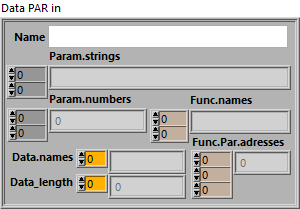 Data PAR in
Name
Param.strings
0
0
Param.numbers Func.names
0 0 0
0 0
Func.Par.adresses
Data.names 0 0 0
0
Data_length 0 0 0